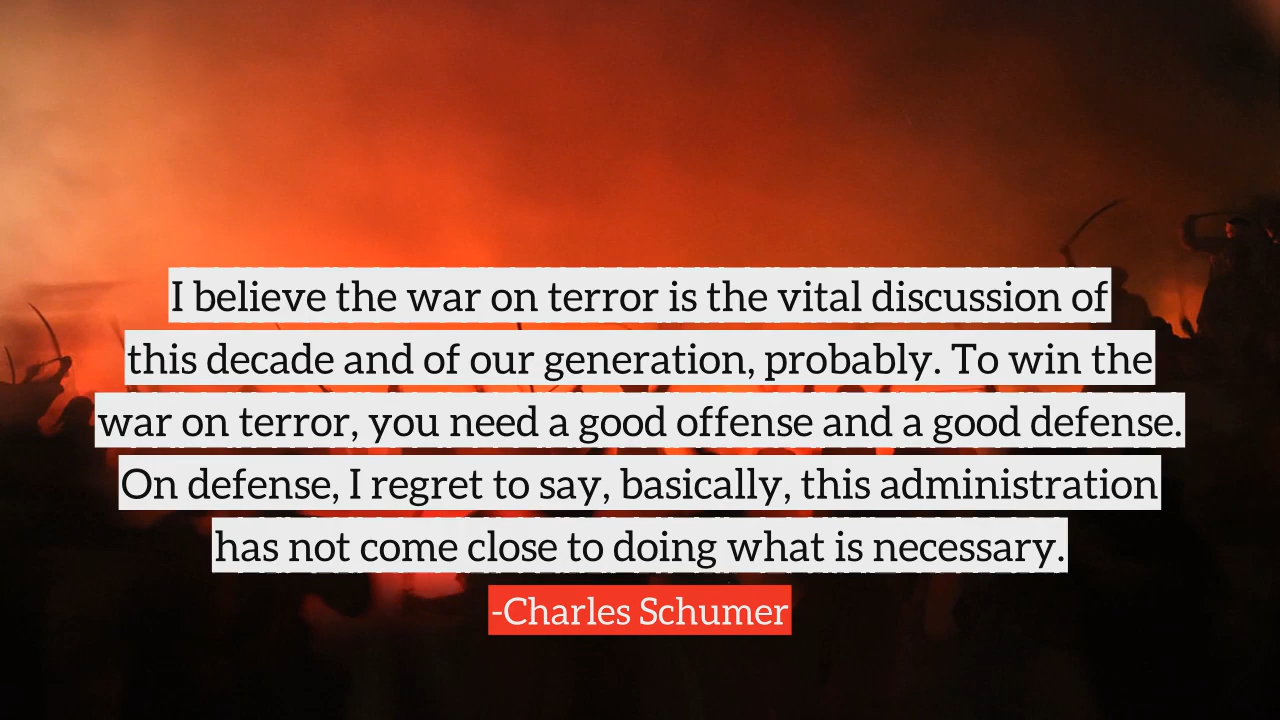 I believe the war on terror is the vital discussion of
this decade and of our generation, probably. To win the
war on terror, you need a good offense and a good defense.
On defense, I regret to say, basically, this administration
has not come close to doing what is necessary.
-Charles Schumer